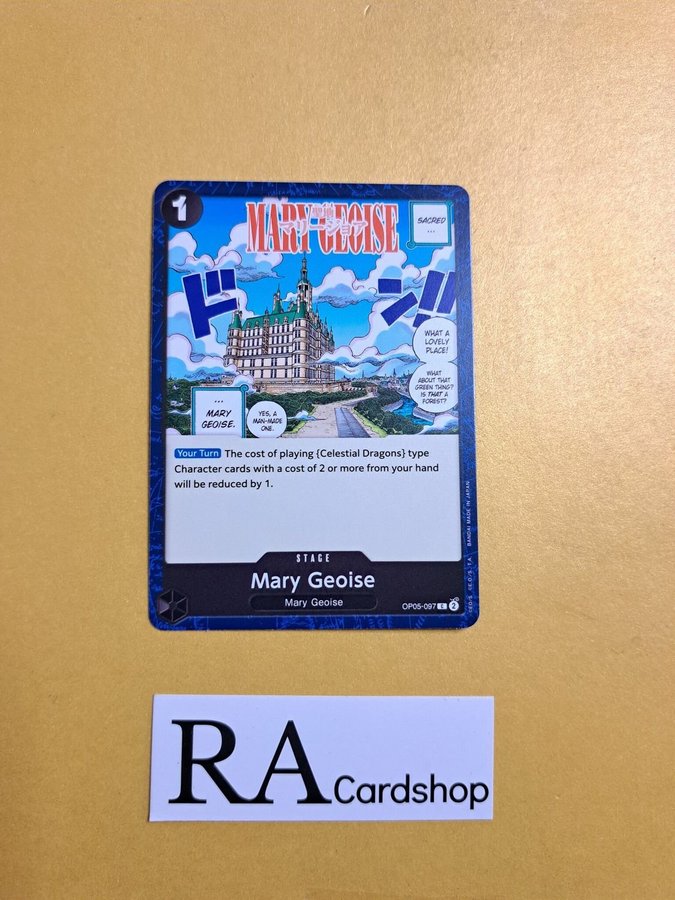 1
MARY GEOISE
聖地
マリージョア
SACRED
...
ドン!!
WHAT A
LOVELY
PLACE!
WHAT
ABOUT THAT
GREEN THING?
IS THAT A
FOREST?
...
MARY
GEOISE.
YES, A
MAN-MADE
ONE.
Your Turn The cost of playing {Celestial Dragons} type
Character cards with a cost of 2 or more from your hand
will be reduced by 1.
STAGE
Mary Geoise
Mary Geoise
OP05-097 C 2
©E.O./S. ©E.O./S.,T.A. BANDAI MADE IN JAPAN
RA Cardshop